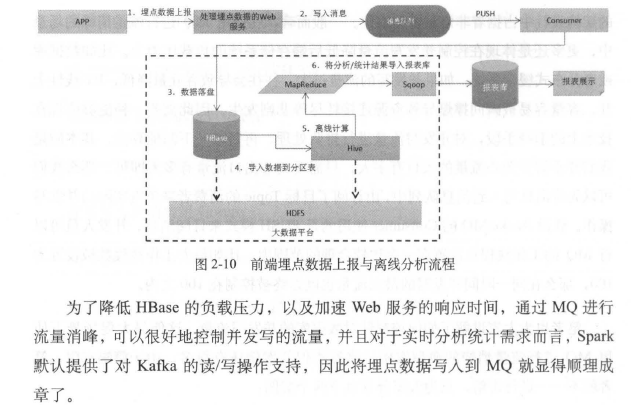 1. 埋点数据上报
2. 写入消息
PUSH
APP
处理埋点数据的Web
服务
消息队列
Consumer
6. 将分析/统计结果导入报表库
3. 数据落盘
MapReduce
Sqoop
报表库
报表展示
5. 离线计算
HBase
Hive
4. 导入数据到分区表
HDFS
大数据平台
图 2-10 前端埋点数据上报与离线分析流程
为了降低 HBase 的负载压力，以及加速 Web 服务的响应时间，通过 MQ 进行
流量消峰，可以很好地控制并发写的流量，并且对于实时分析统计需求而言，Spark
默认提供了对 Kafka 的读/写操作支持，因此将埋点数据写入到 MQ 就显得顺理成
章了。